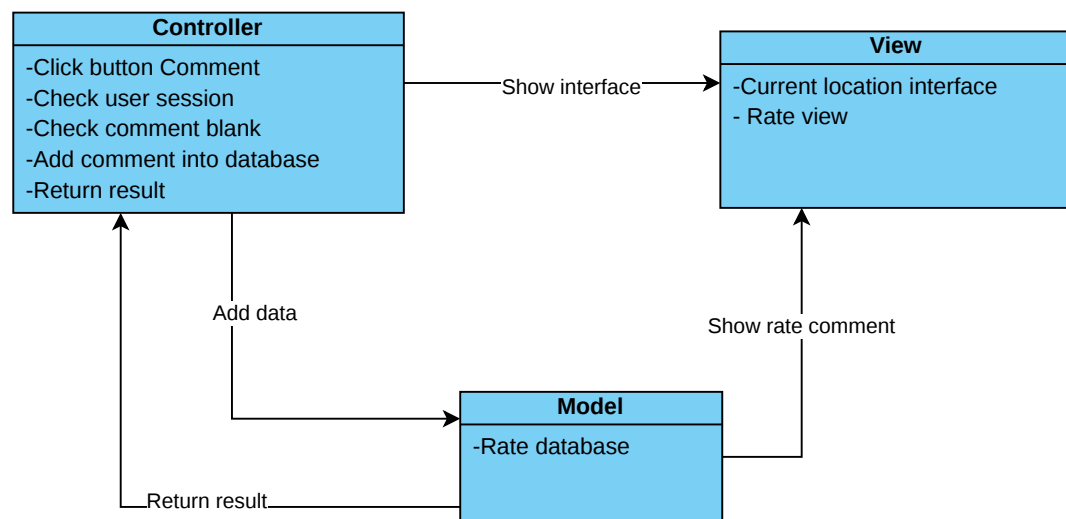 Controller
-Click button Comment
-Check user session
-Check comment blank
-Add comment into database
-Return result
Show interface
View
-Current location interface
- Rate view
Add data
Show rate comment
Model
-Rate database
Return result